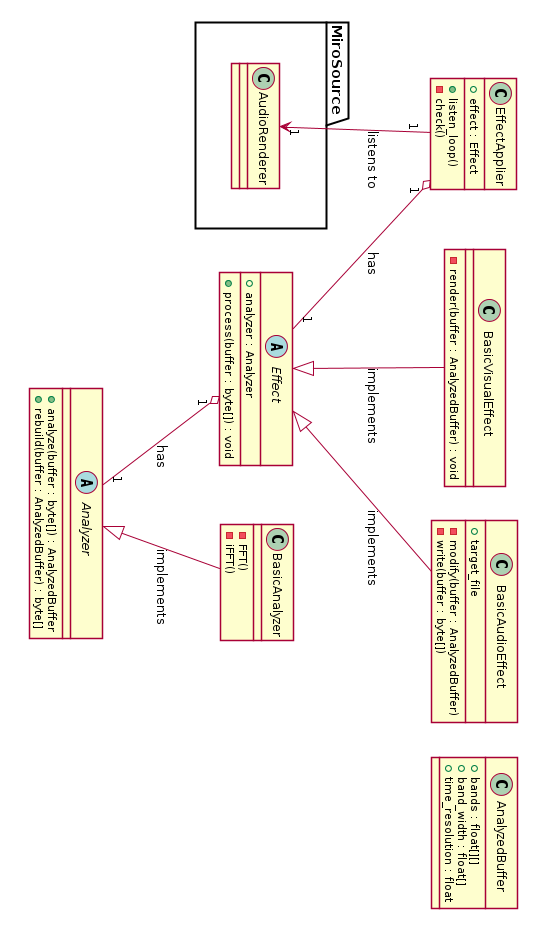 EffectApplier
effect : Effect
listen_loop()
check()
BasicVisualEffect
render(buffer : AnalyzedBuffer) : void
BasicAudioEffect
target_file
modify(buffer : AnalyzedBuffer)
write(buffer : byte[])
AnalyzedBuffer
bands : float[][]
band_width : float[]
time_resolution : float
1
listens to
1
1
has
1
implements
implements
MiroSource
AudioRenderer
Effect
analyzer : Analyzer
process(buffer : byte[]) : void
BasicAnalyzer
FFT()
iFFT()
1
has
1
implements
Analyzer
analyze(buffer : byte[]) : AnalyzedBuffer
rebuild(buffer : AnalyzedBuffer) : byte[]
C
C
C
C
C
A
C
A